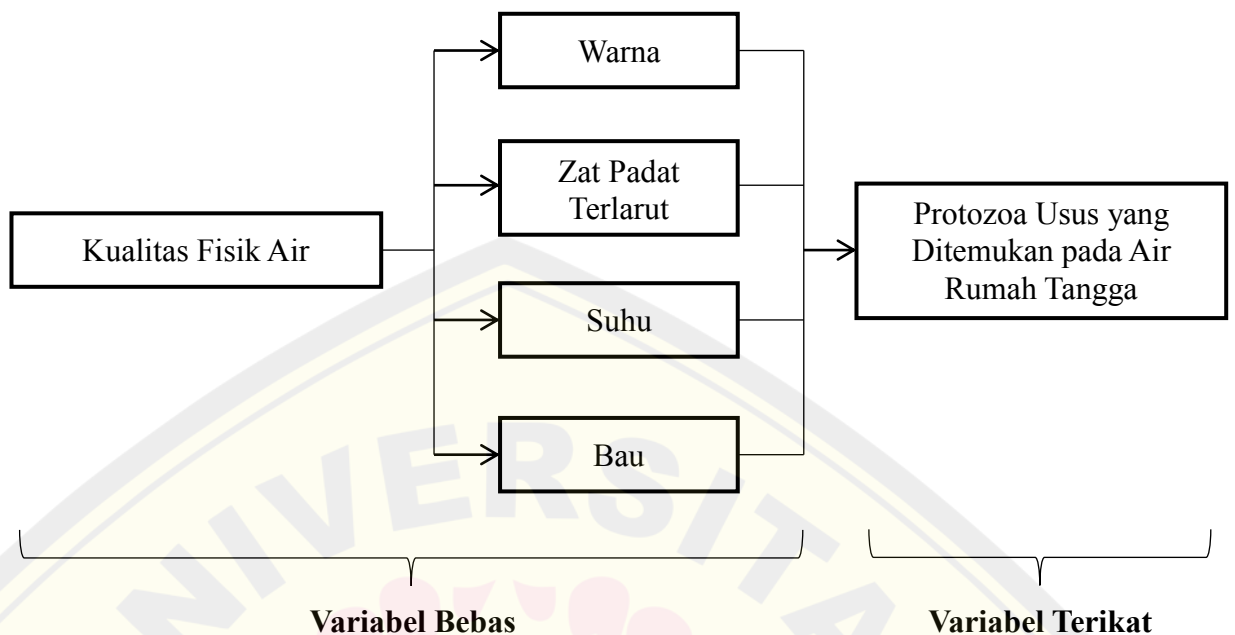 Warna
Zat Padat
Terlarut
Kualitas Fisik Air
Protozoa Usus yang
Ditemukan pada Air
Rumah Tangga
Suhu
Bau
NIVERSITA
Variabel Bebas
Variabel Terikat